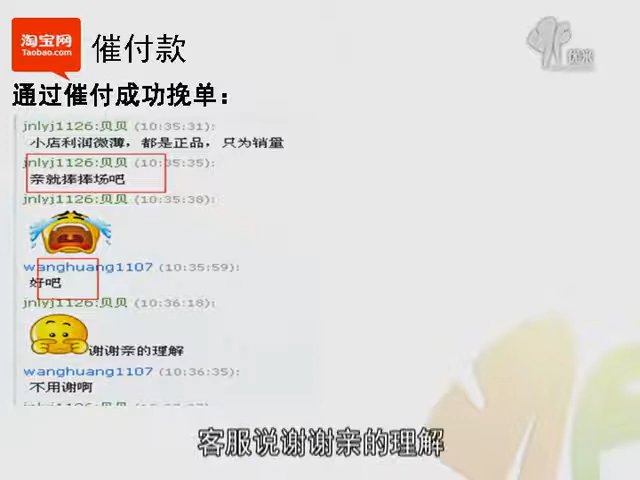 淘宝网
Taobao.com
催付款
优米
通过催付成功挽单：
jnlyj1126:贝贝 (10:35:31):
小店利润微薄，都是正品，只为销量
jnlyj1126:贝贝 (10:35:35):
亲就捧捧场吧
jnlyj1126:贝贝 (10:35:38):
wanghuang1107 (10:35:59):
好吧
jnlyj1126:贝贝 (10:36:18):
谢谢亲的理解
wanghuang1107 (10:36:35):
不用谢啊
客服说谢谢亲的理解